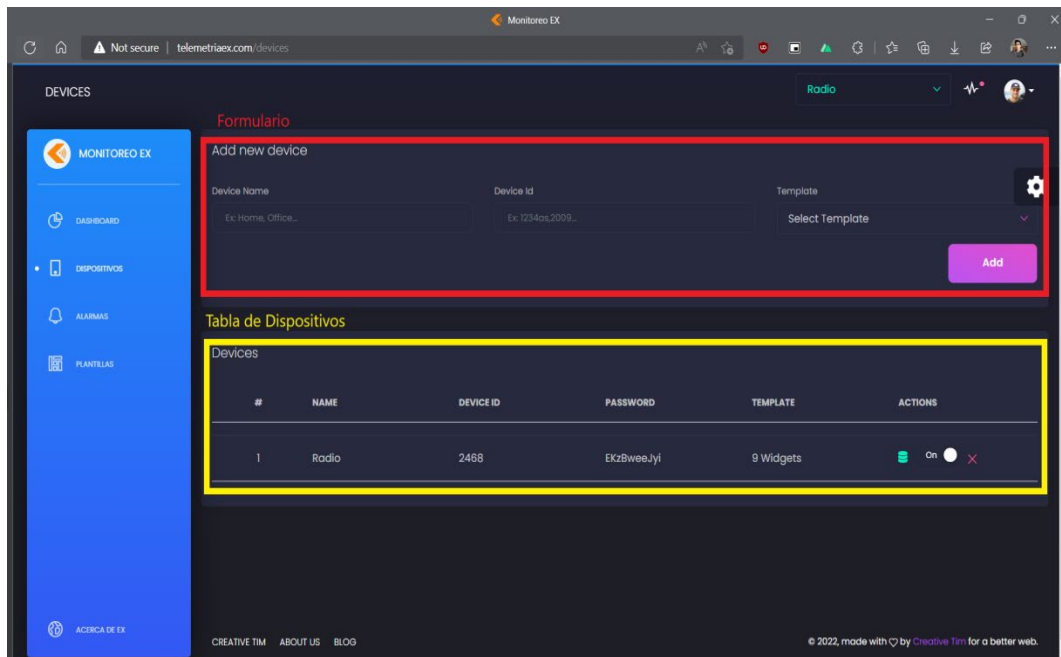 Monitoreo EX
Not secure | telemetriaex.com/devices
DEVICES
Radio
Formulario
MONITOREO EX
Add new device
Device Name
Device Id
Template
Ex: Home, Office...
Ex: 1234as,2009...
Select Template
DASHBOARD
Add
DISPOSITIVOS
ALARMAS
Tabla de Dispositivos
PLANTILLAS
Devices
# NAME DEVICE ID PASSWORD TEMPLATE ACTIONS
1 Radio 2468 EKzBweeJyi 9 Widgets On
ACERCA DE EX
CREATIVE TIM ABOUT US BLOG
© 2022, made with ♡ by Creative Tim for a better web.